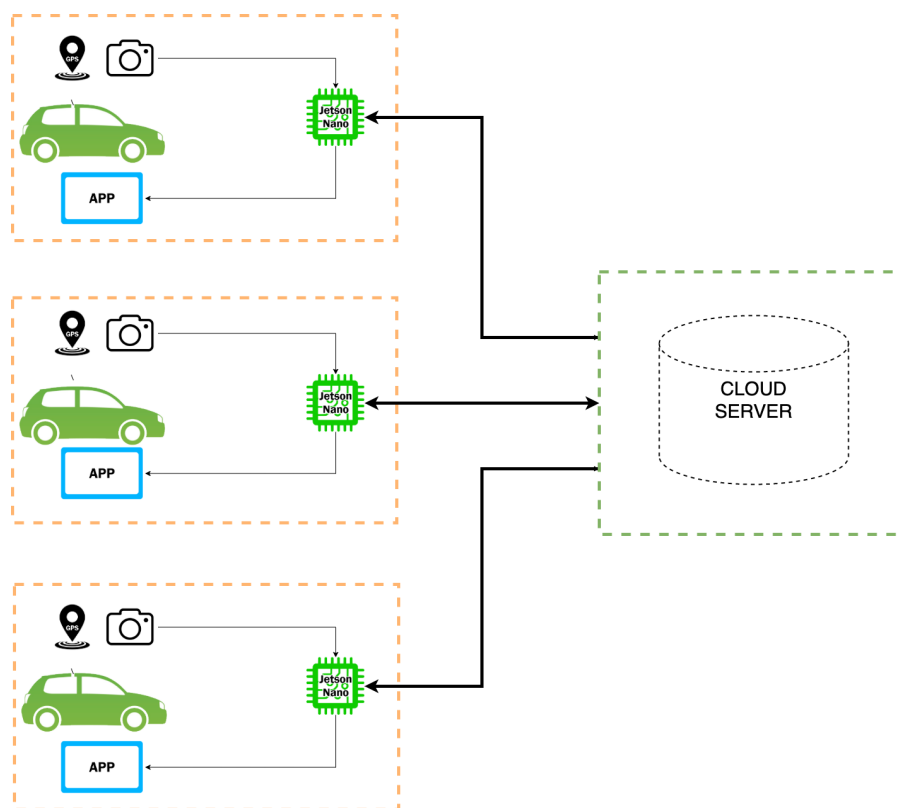 GPS
Jetson
Nano
APP
GPS
Jetson
Nano
APP
CLOUD
SERVER
GPS
Jetson
Nano
APP